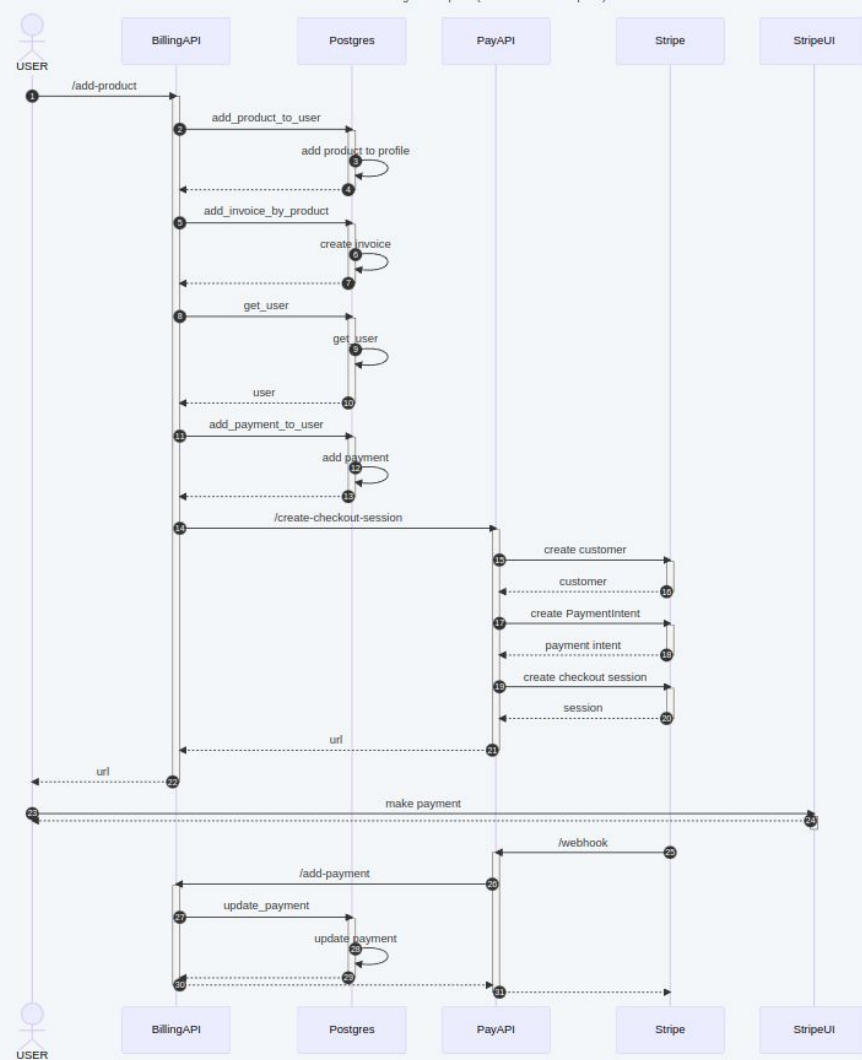 BillingAPI
Postgres
PayAPI
Stripe
StripeUI
USER
/add-product
1
add_product_to_user
2
add product to profile
3
4
add_invoice_by_product
5
create invoice
6
7
get_user
8
get_user
9
user
10
add_payment_to_user
11
add payment
12
13
/create-checkout-session
14
create customer
15
customer
16
create PaymentIntent
17
payment intent
18
create checkout session
19
session
20
url
21
url
22
make payment
23
24
/webhook
25
/add-payment
26
update_payment
27
update payment
28
29
30
31
BillingAPI
Postgres
PayAPI
Stripe
StripeUI
USER